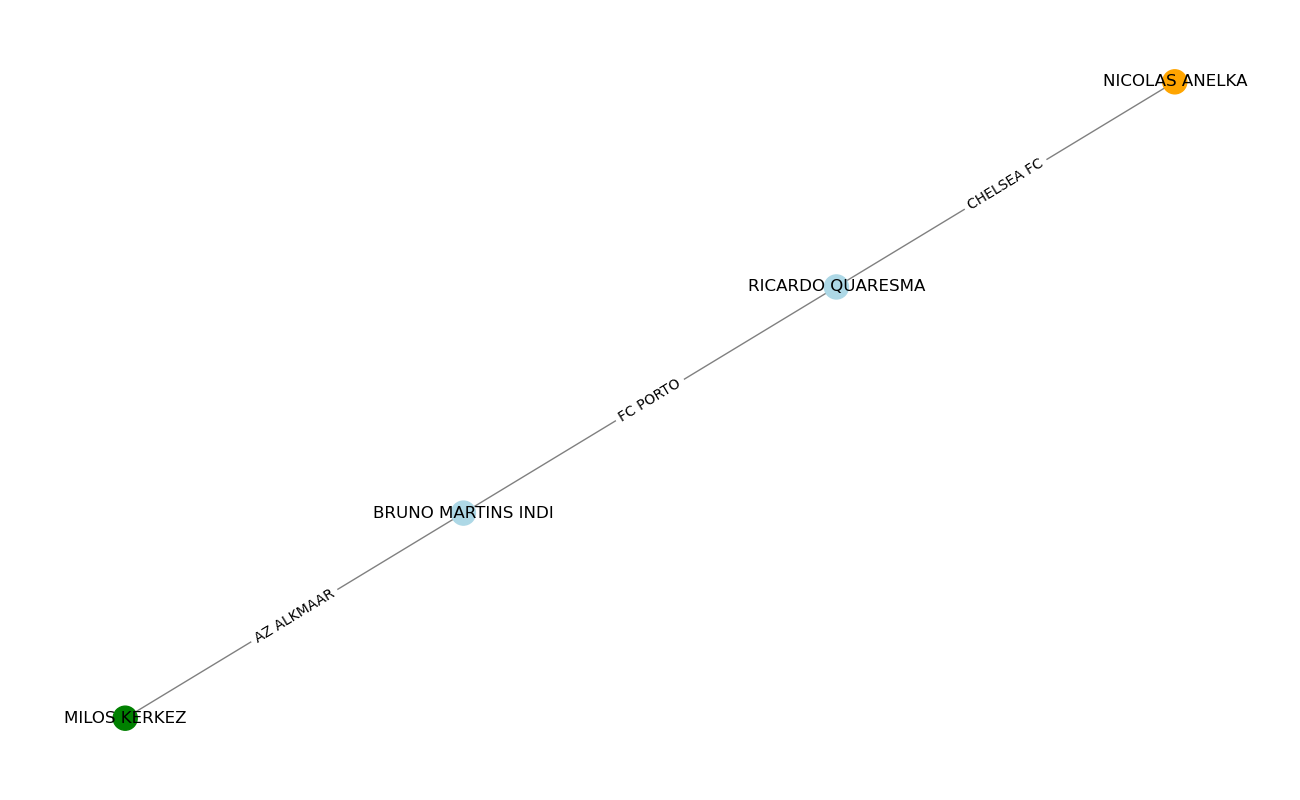 NICOLAS ANELKA
CHELSEA FC
RICARDO QUARESMA
FC PORTO
BRUNO MARTINS INDI
AZ ALKMAAR
MILOS KERKEZ